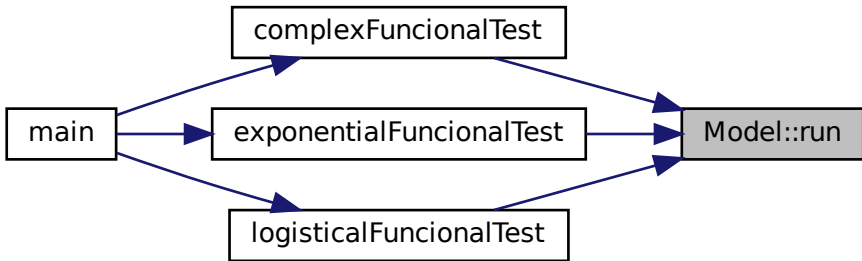 complexFuncionalTest
main
exponentialFuncionalTest
Model::run
logisticalFuncionalTest